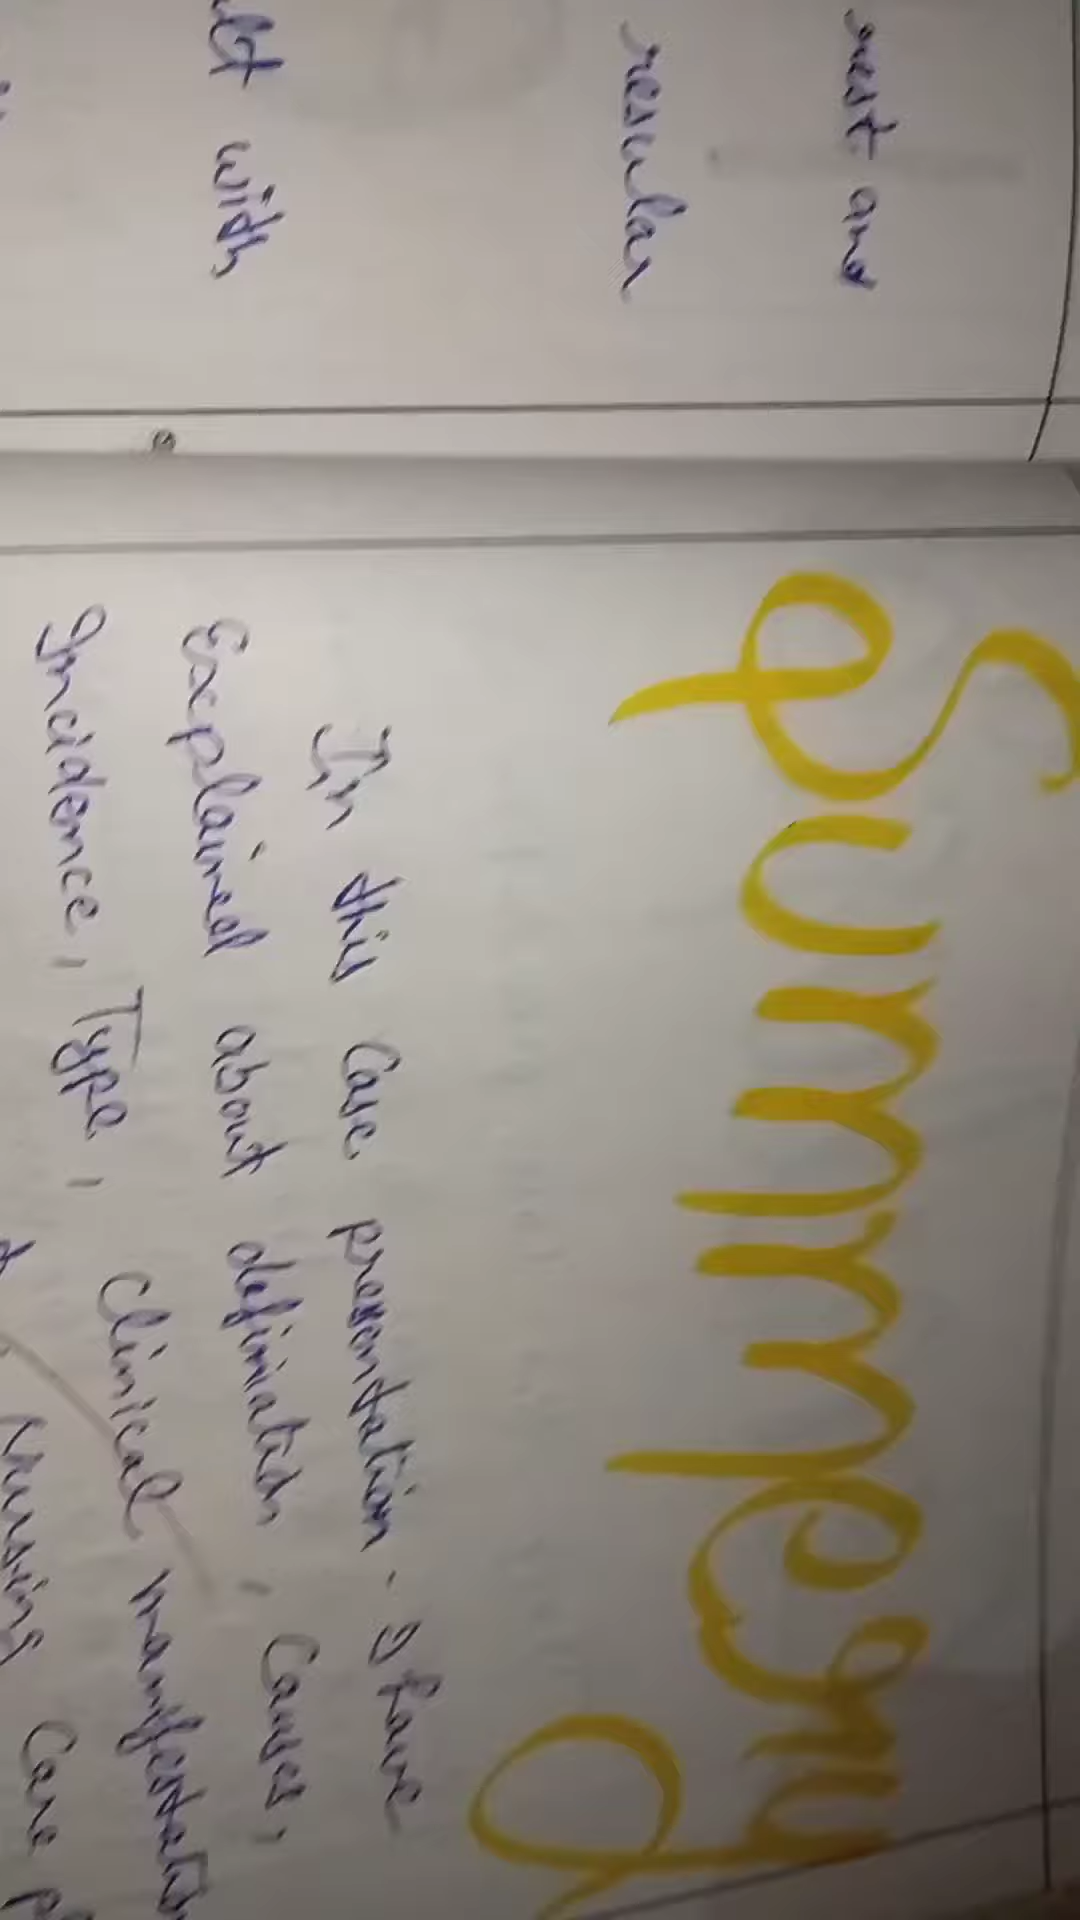 rest and
regular
with
Summary
In this Case presentation - I have
Explained about definiation, Causes,
Incidence, Type, Clinical manifestation
Nursing Care